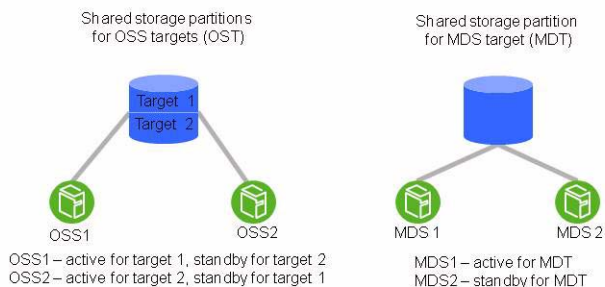 Shared storage partitions
for OSS targets (OST)
Target 1
Target 2
OSS1
OSS2
OSS1 – active for target 1, standby for target 2
OSS2 – active for target 2, standby for target 1
Shared storage partition
for MDS target (MDT)
MDS 1
MDS 2
MDS1 – active for MDT
MDS2 – standby for MDT